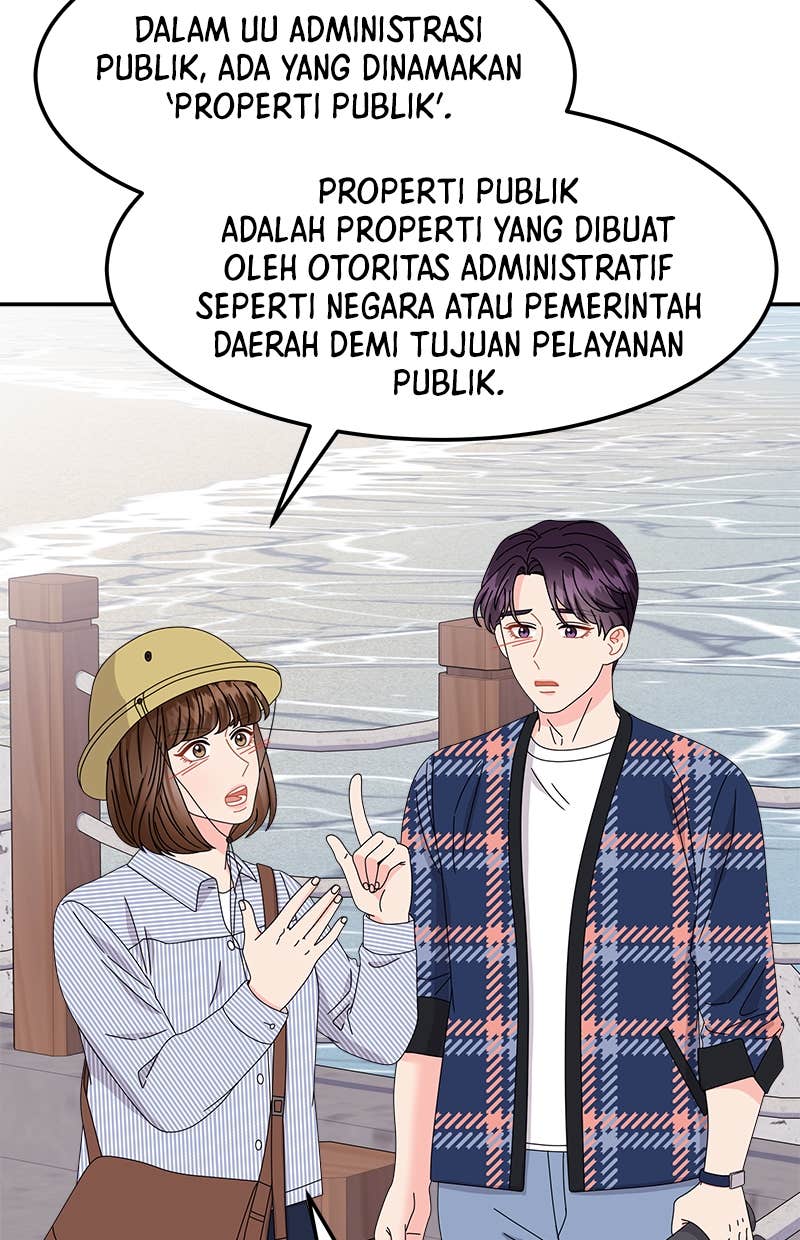 DALAM UU ADMINISTRASI
PUBLIK, ADA YANG DINAMAKAN
‘PROPERTI PUBLIK’.
PROPERTI PUBLIK
ADALAH PROPERTI YANG DIBUAT
OLEH OTORITAS ADMINISTRATIF
SEPERTI NEGARA ATAU PEMERINTAH
DAERAH DEMI TUJUAN PELAYANAN
PUBLIK.